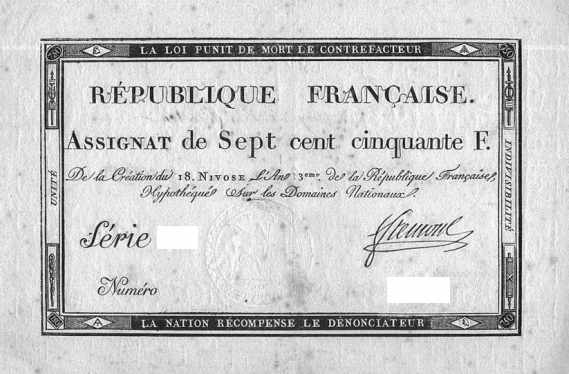 LA LOI PUNIT DE MORT LE CONTREFACTEUR
RÉPUBLIQUE FRANÇAISE.
ASSIGNAT de Sept cent cinquante F.
De la Création du 18. NIVOSE L'An 3eme. de la République Française,
Hypothéqué sur les Domaines Nationaux.
UNITÉ
INDIVISIBILITÉ
Série
Numéro
LA NATION RÉCOMPENSE LE DÉNONCIATEUR